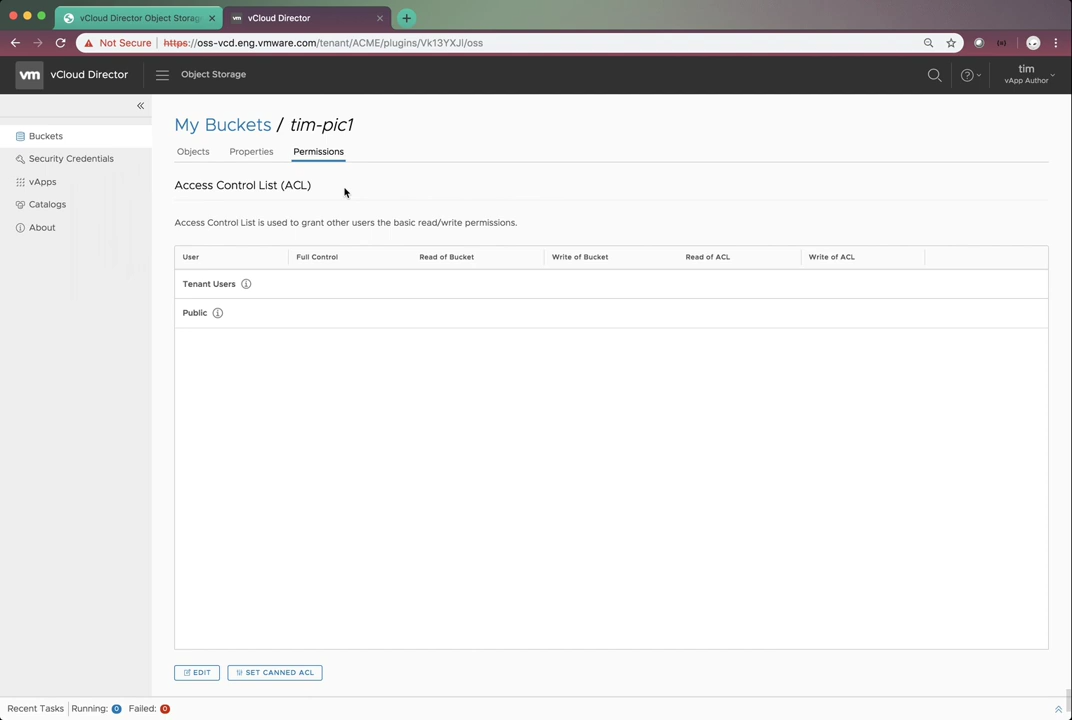 vCloud Director Object Storag
vm vCloud Director
Not Secure | https://oss-vcd.eng.vmware.com/tenant/ACME/plugins/Vk13YXJl/oss
vm vCloud Director
Object Storage
tim
vApp Author
Buckets
Security Credentials
vApps
Catalogs
About
My Buckets / tim-pic1
Objects Properties Permissions
Access Control List (ACL)
Access Control List is used to grant other users the basic read/write permissions.
User Full Control Read of Bucket Write of Bucket Read of ACL Write of ACL
Tenant Users
Public
EDIT SET CANNED ACL
Recent Tasks Running: 0 Failed: 0